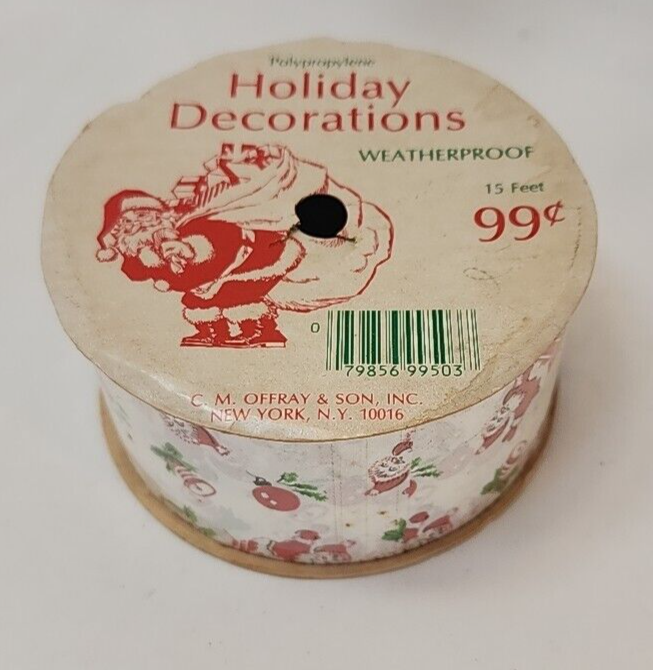 Polypropylene
Holiday
Decorations
WEATHERPROOF
15 Feet
99¢
0
79856 99503
C. M. OFFRAY & SON, INC.
NEW YORK, N.Y. 10016